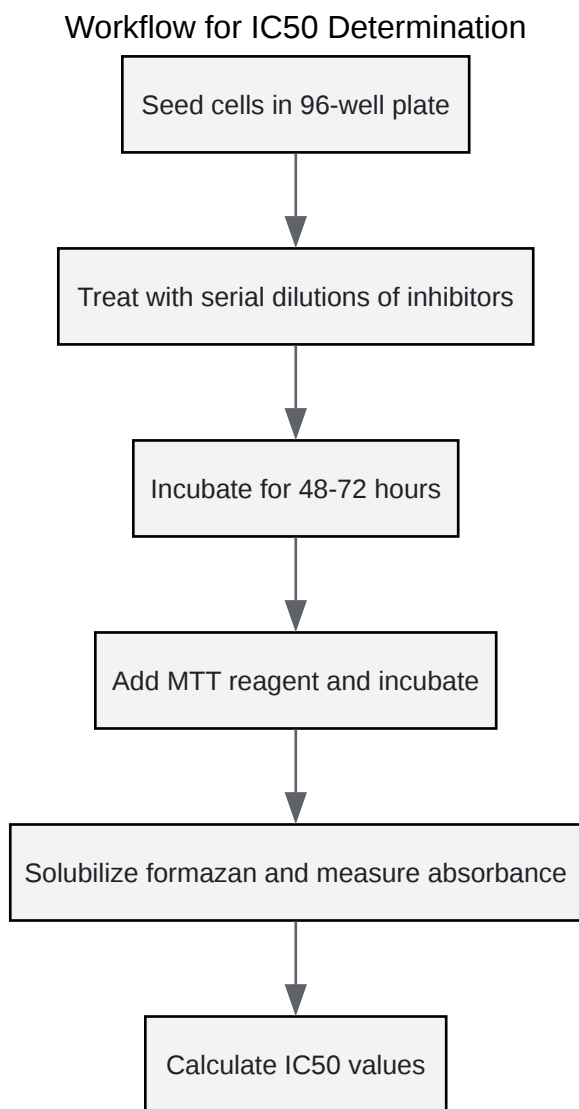 Workflow for IC50 Determination
Seed cells in 96-well plate
Treat with serial dilutions of inhibitors
Incubate for 48-72 hours
Add MTT reagent and incubate
Solubilize formazan and measure absorbance
Calculate IC50 values